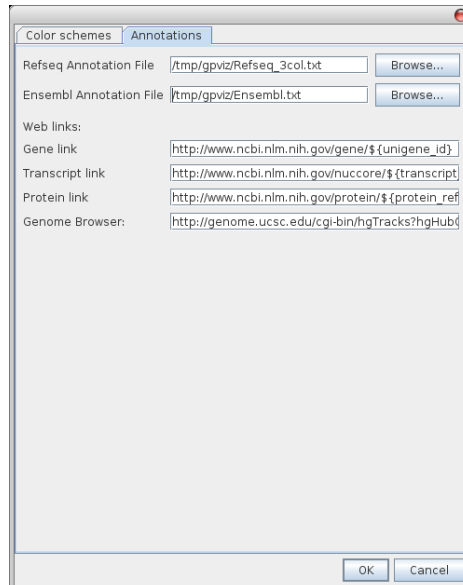 Color schemes Annotations
Refseq Annotation File /tmp/gpviz/Refseq_3col.txt Browse...
Ensembl Annotation File /tmp/gpviz/Ensembl.txt Browse...
Web links:
Gene link http://www.ncbi.nlm.nih.gov/gene/${unigene_id}
Transcript link http://www.ncbi.nlm.nih.gov/nuccore/${transcript_
Protein link http://www.ncbi.nlm.nih.gov/protein/${protein_ref
Genome Browser: http://genome.ucsc.edu/cgi-bin/hgTracks?hgHubC
OK Cancel